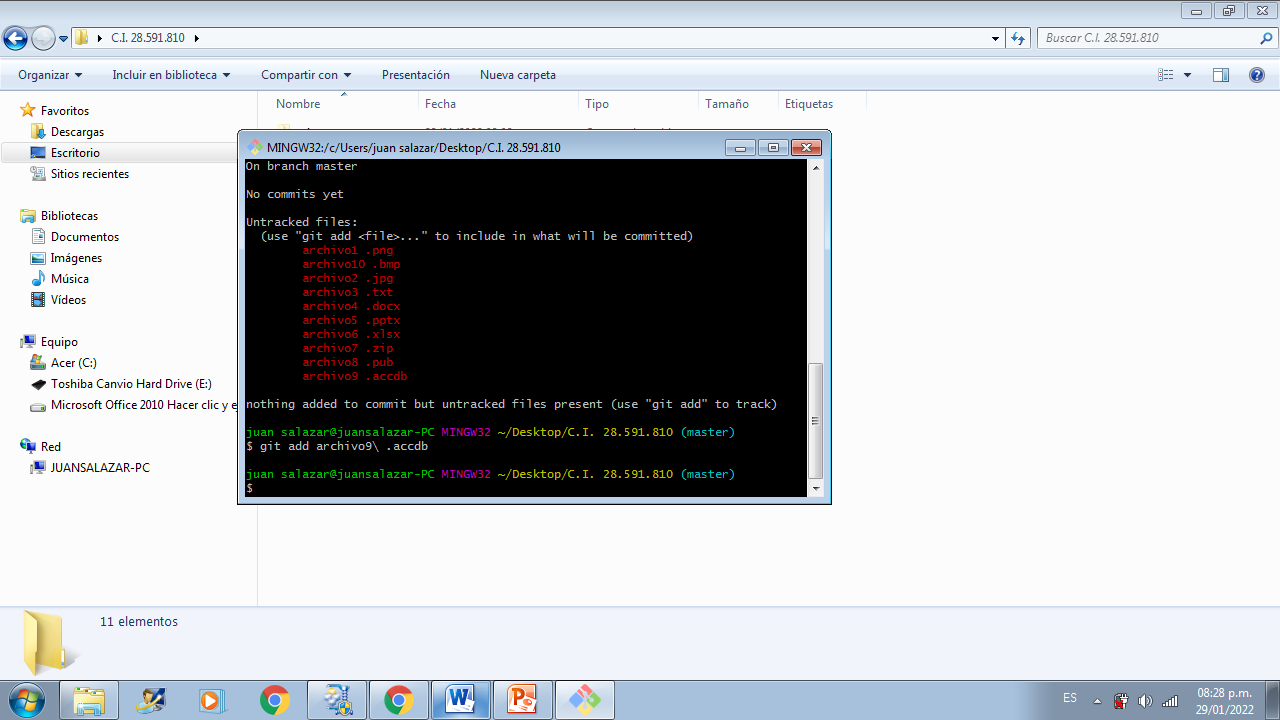 C.I. 28.591.810
Buscar C.I. 28.591.810
Organizar
Incluir en biblioteca
Compartir con
Presentación
Nueva carpeta
Favoritos
Descargas
Escritorio
Sitios recientes
Bibliotecas
Documentos
Imágenes
Música
Vídeos
Equipo
Acer (C:)
Toshiba Canvio Hard Drive (E:)
Microsoft Office 2010 Hacer clic y ej
Red
JUANSALAZAR-PC
Nombre
Fecha
Tipo
Tamaño
Etiquetas
MINGW32:/c/Users/juan salazar/Desktop/C.I. 28.591.810
On branch master
No commits yet
Untracked files:
(use "git add <file>..." to include in what will be committed)
archivo1 .png
archivo10 .bmp
archivo2 .jpg
archivo3 .txt
archivo4 .docx
archivo5 .pptx
archivo6 .xlsx
archivo7 .zip
archivo8 .pub
archivo9 .accdb
nothing added to commit but untracked files present (use "git add" to track)
juan salazar@juansalazar-PC MINGW32 ~/Desktop/C.I. 28.591.810 (master)
$ git add archivo9\ .accdb
juan salazar@juansalazar-PC MINGW32 ~/Desktop/C.I. 28.591.810 (master)
$
11 elementos
ES
08:28 p.m.
29/01/2022